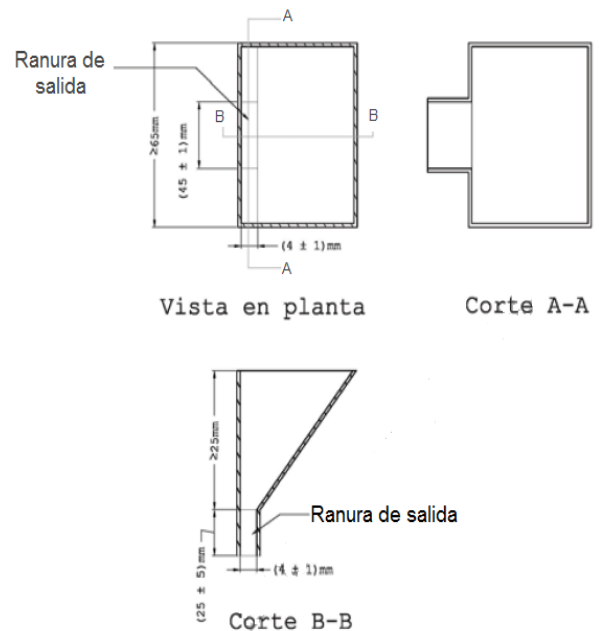 A
Ranura de
salida
B
B
≥65mm
(45 ± 1)mm
(4 ± 1)mm
A
Vista en planta
Corte A-A
≥25mm
Ranura de salida
(25 ± 5)mm
(4 ± 1)mm
Corte B-B